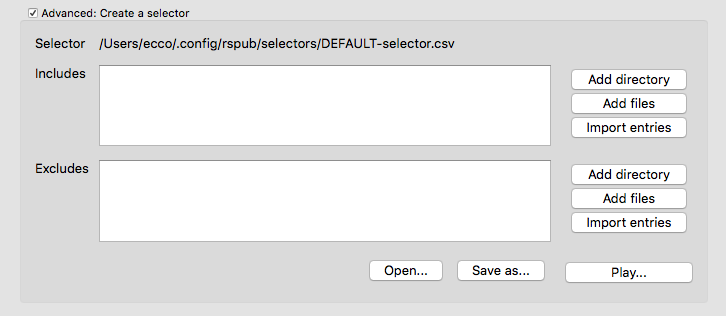 Advanced: Create a selector
Selector /Users/ecco/.config/rspub/selectors/DEFAULT-selector.csv
Includes
Add directory
Add files
Import entries
Excludes
Add directory
Add files
Import entries
Open... Save as... Play...